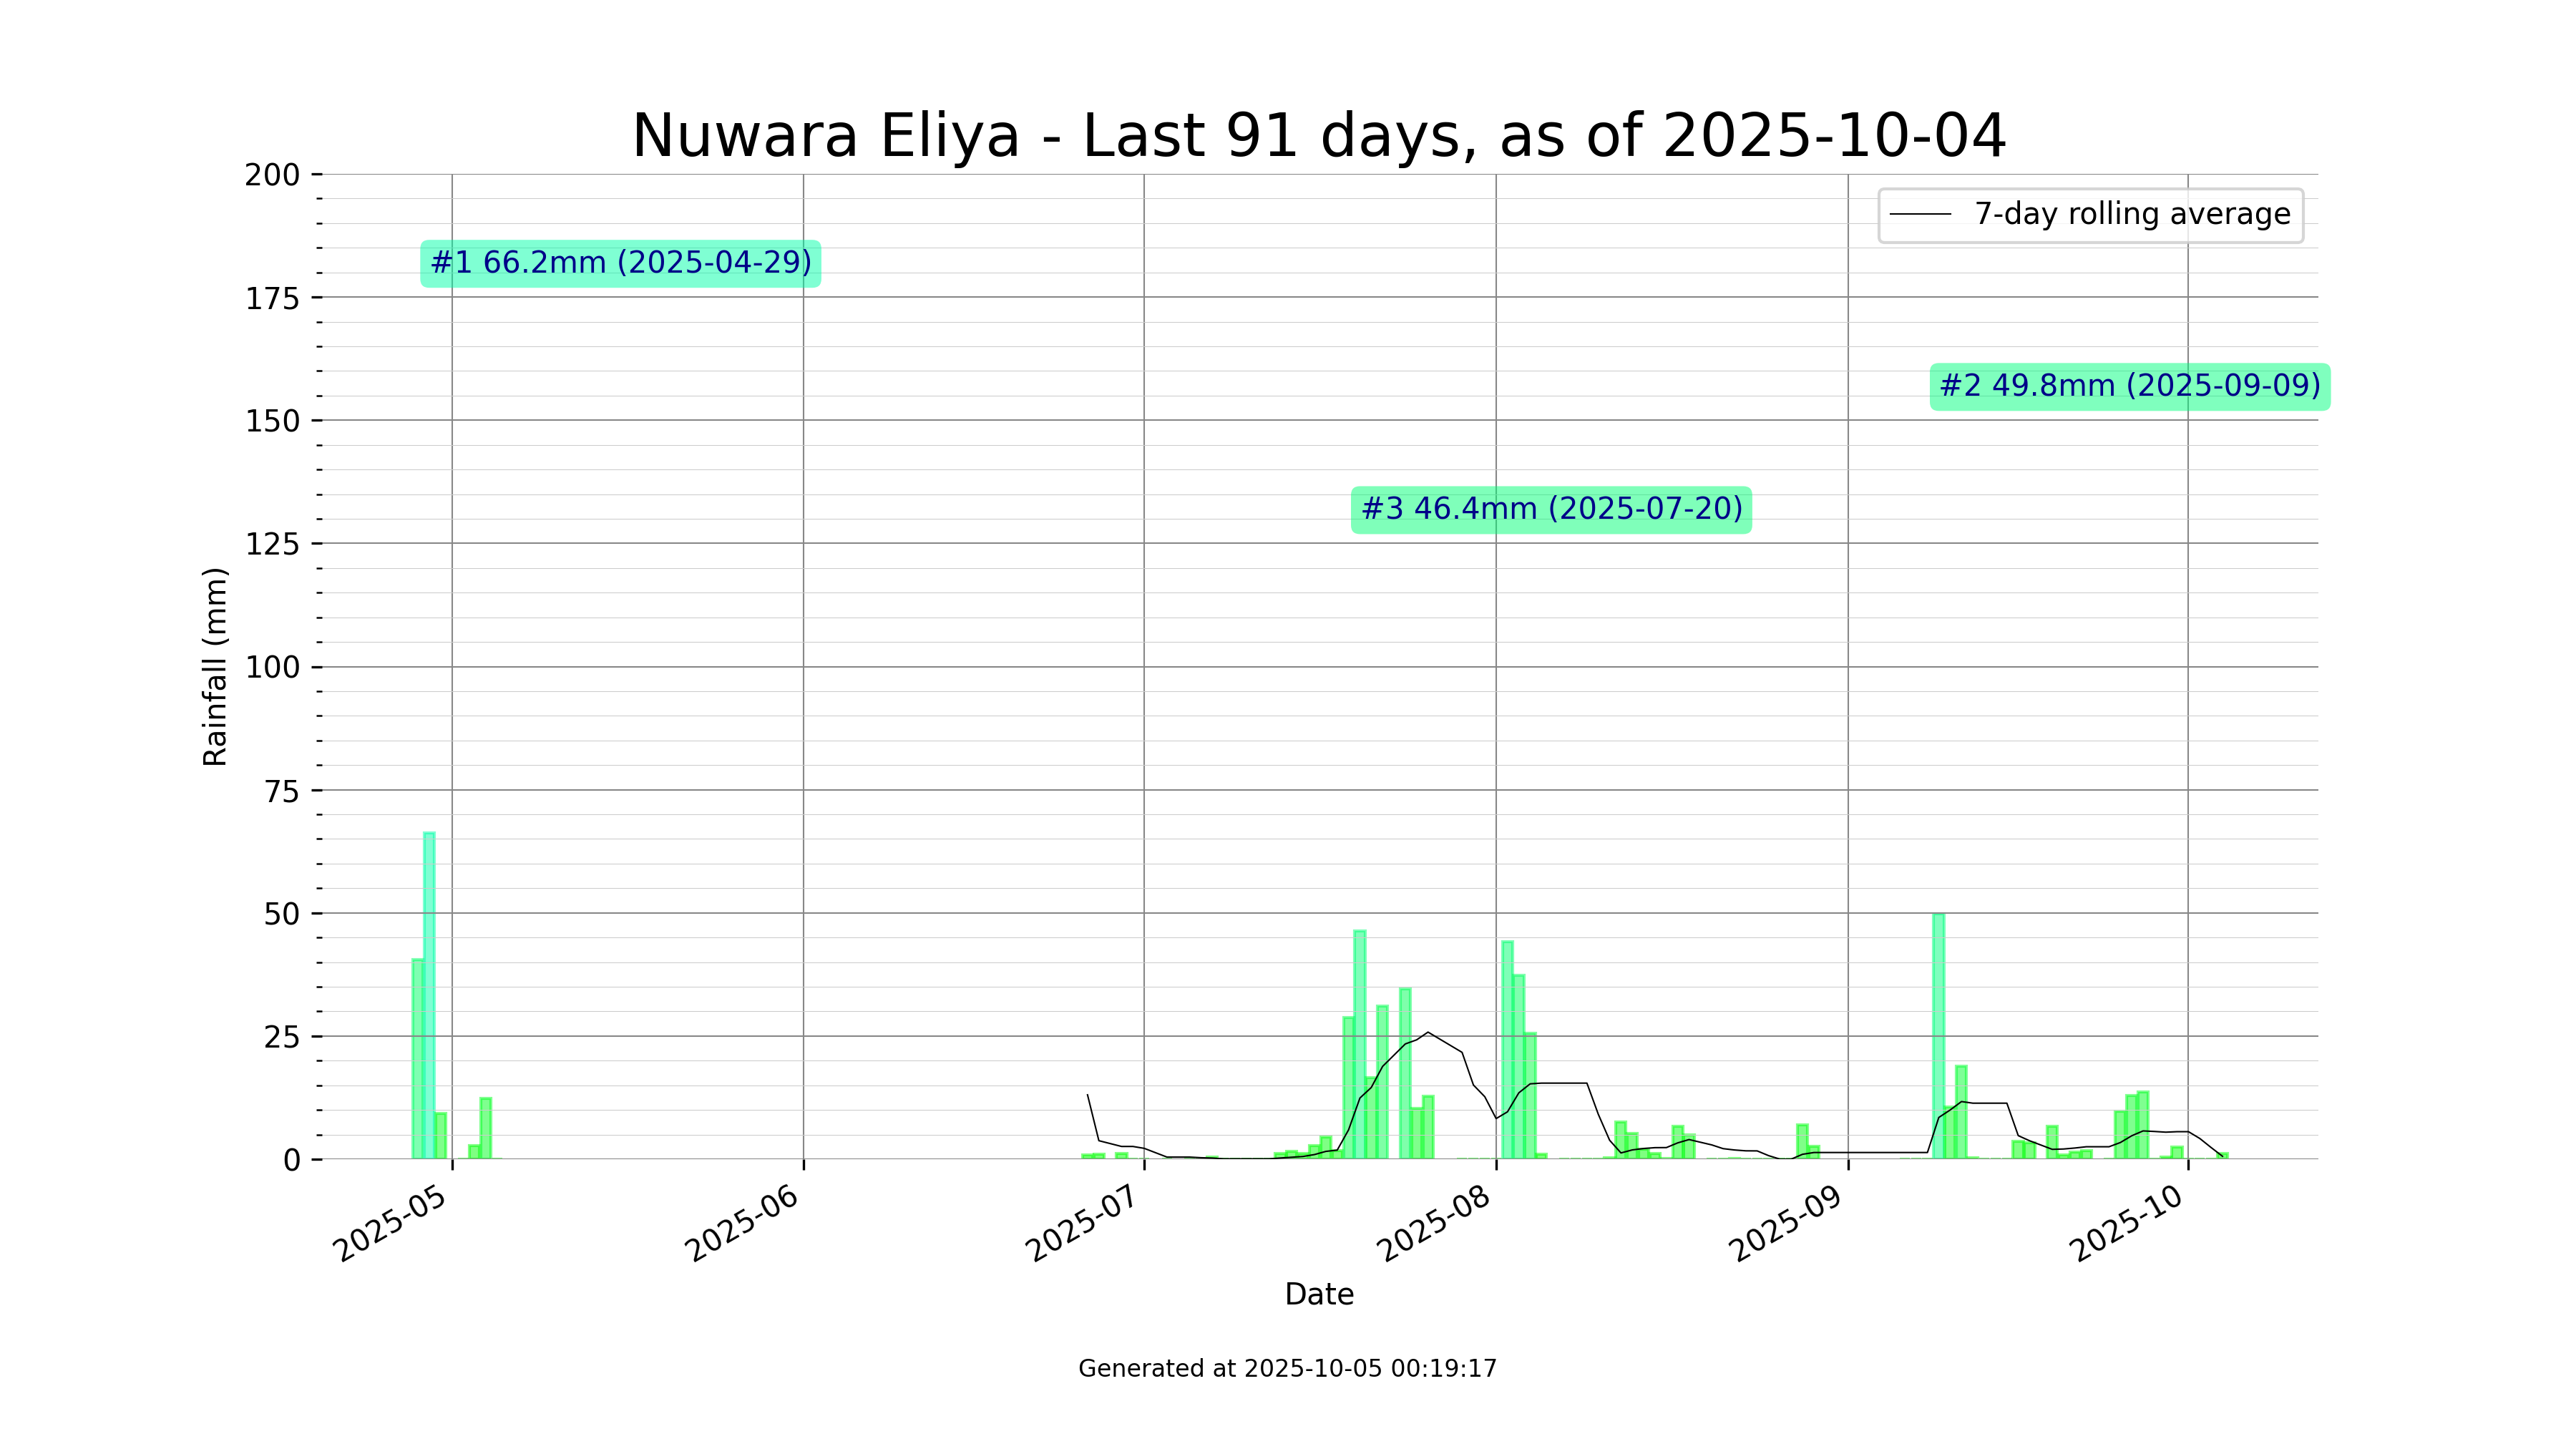 Nuwara Eliya - Last 91 days, as of 2025-10-04
7-day rolling average
#1 66.2mm (2025-04-29)
#2 49.8mm (2025-09-09)
#3 46.4mm (2025-07-20)
Rainfall (mm)
200
175
150
125
100
75
50
25
0
2025-05
2025-06
2025-07
2025-08
2025-09
2025-10
Date
Generated at 2025-10-05 00:19:17